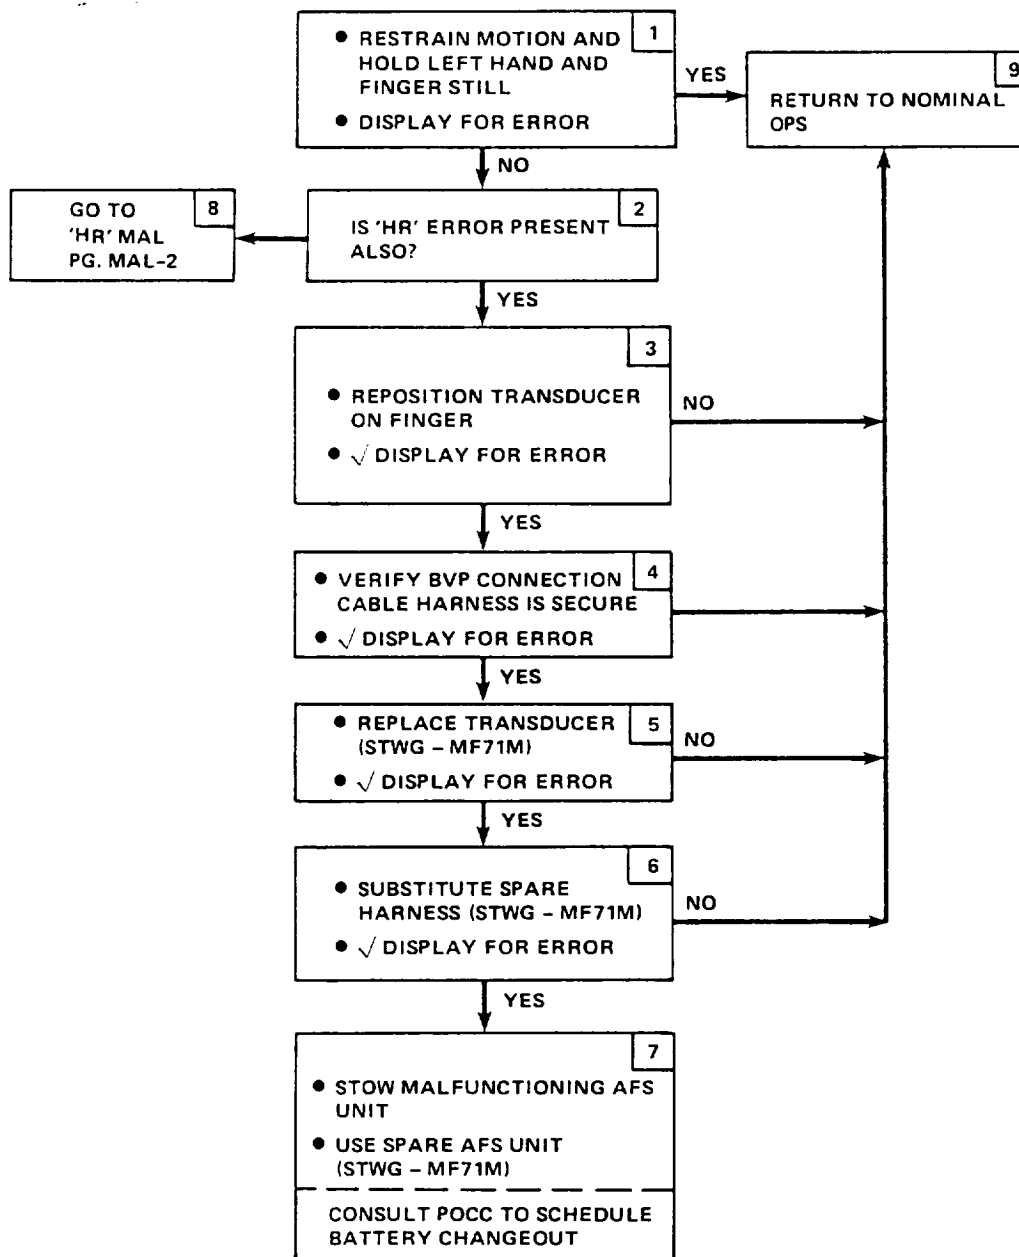 1
● RESTRAIN MOTION AND
HOLD LEFT HAND AND
FINGER STILL
● DISPLAY FOR ERROR
YES
9
RETURN TO NOMINAL
OPS
NO
8
GO TO
'HR' MAL
PG. MAL-2
2
IS 'HR' ERROR PRESENT
ALSO?
YES
3
● REPOSITION TRANSDUCER
ON FINGER
● √ DISPLAY FOR ERROR
NO
YES
4
● VERIFY BVP CONNECTION
CABLE HARNESS IS SECURE
● √ DISPLAY FOR ERROR
YES
5
● REPLACE TRANSDUCER
(STWG – MF71M)
● √ DISPLAY FOR ERROR
NO
YES
6
● SUBSTITUTE SPARE
HARNESS (STWG – MF71M)
● √ DISPLAY FOR ERROR
NO
YES
7
● STOW MALFUNCTIONING AFS
UNIT
● USE SPARE AFS UNIT
(STWG – MF71M)
CONSULT POCC TO SCHEDULE
BATTERY CHANGEOUT